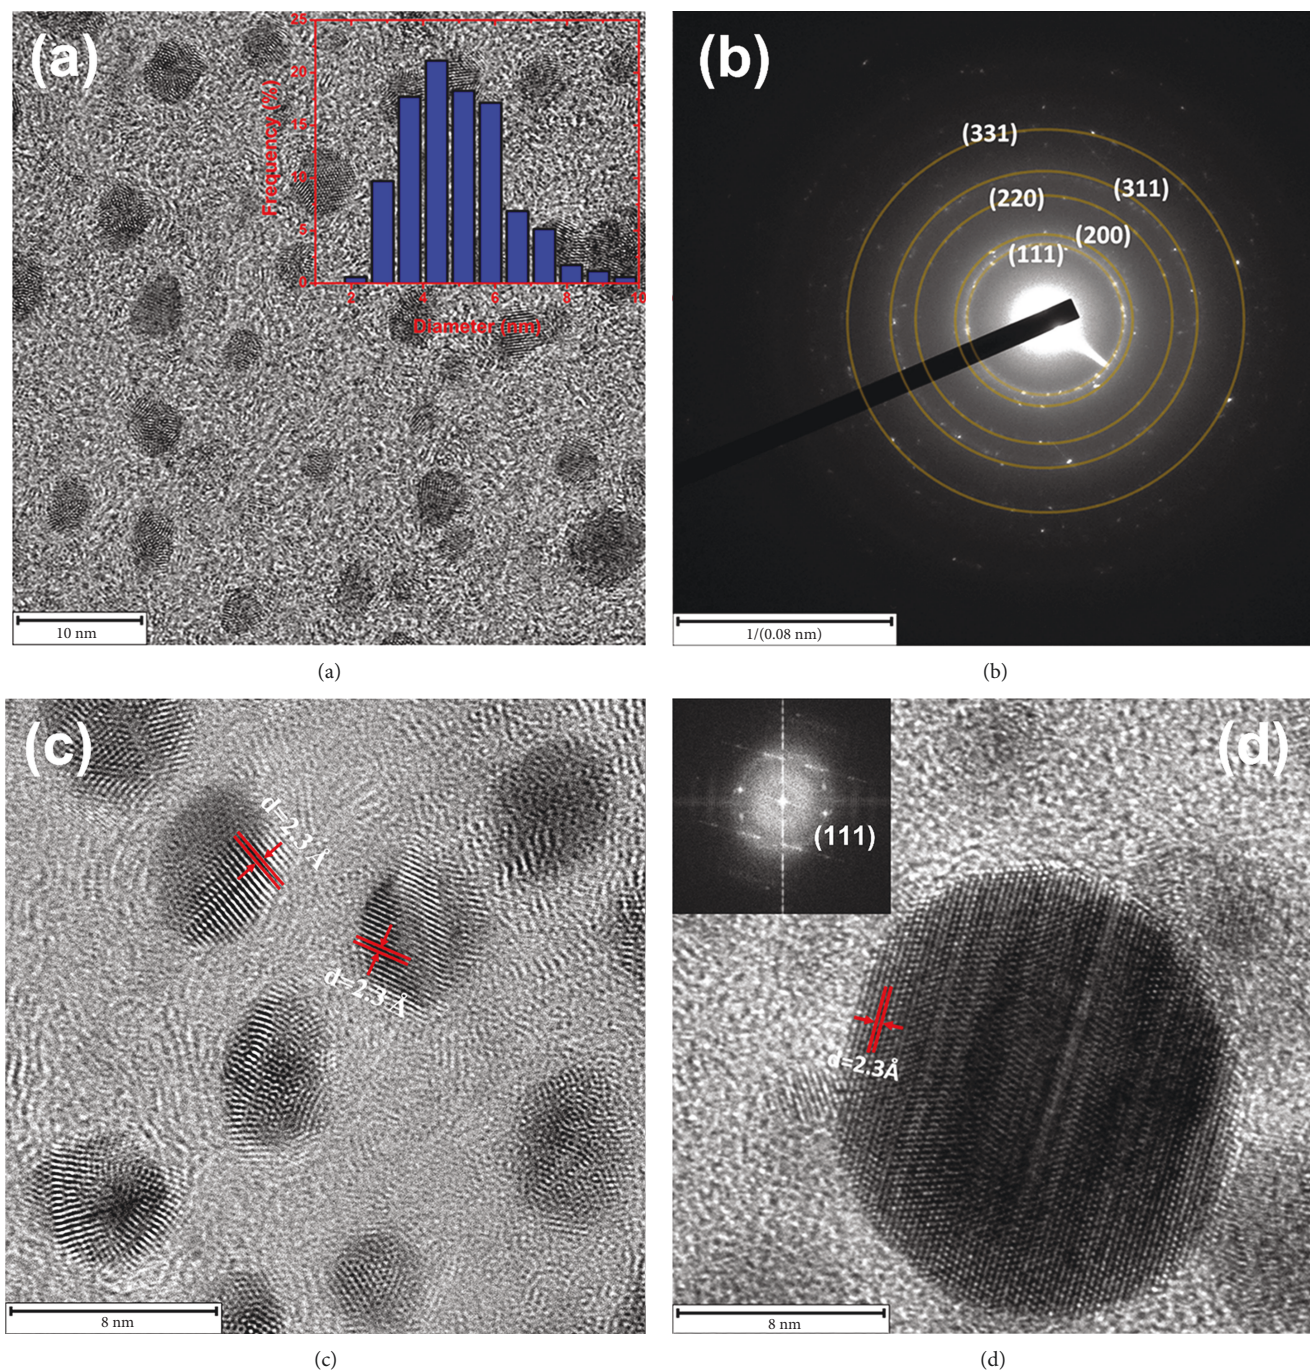 (a)
25
20
15
10
5
0
Frequency (%)
2
4
6
8
10
Diameter (nm)
10 nm
(a)
(b)
(331)
(311)
(220)
(200)
(111)
1/(0.08 nm)
(b)
(c)
d=2.3 Å
d=2.3 Å
8 nm
(c)
(d)
(111)
d=2.3Å
8 nm
(d)